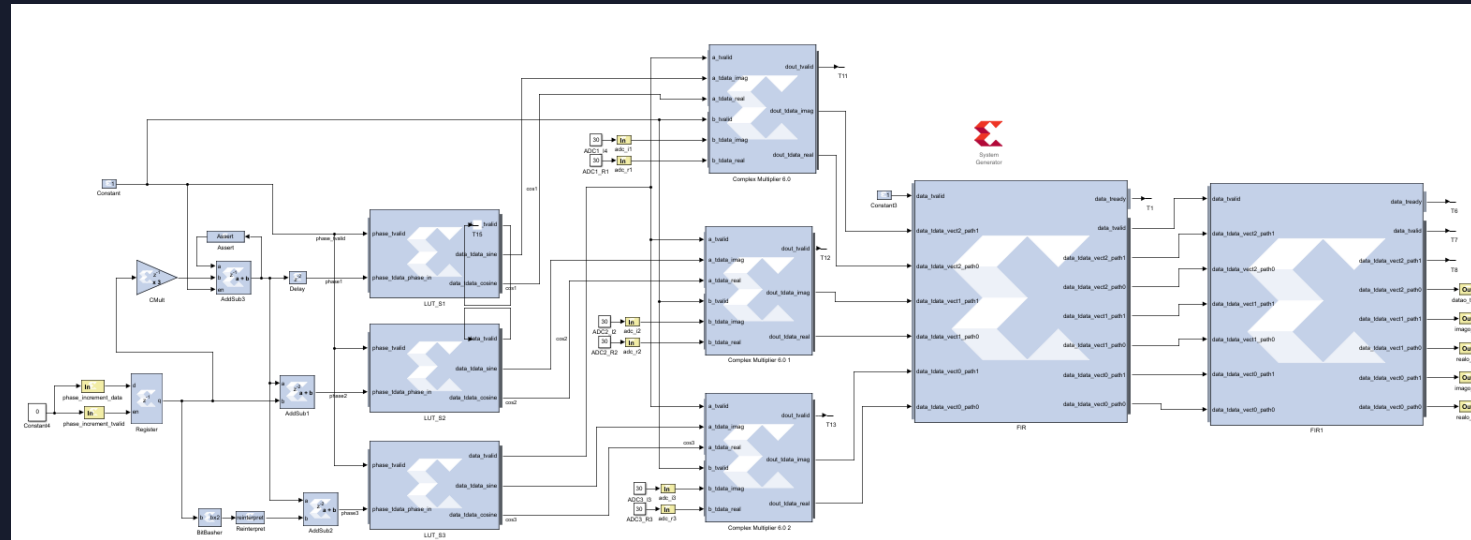 a_tvalid
a_tdata_imag
a_tdata_real
b_tvalid
b_tdata_imag
b_tdata_real
dout_tvalid
dout_tdata_imag
dout_tdata_real
Complex Multiplier 6.0
T11
30
ADC1_I4
In
adc_i1
30
ADC1_R1
In
adc_r1
System
Generator
1
Constant
phase_tvalid
cos1
Assert
Assert
a
b
en
a + b
AddSub3
CMult
Delay
phase1
phase_tvalid
phase_tdata_phase_in
T15
data_tdata_sine
data_tdata_cosine
cos1
LUT_S1
phase_tvalid
phase_tdata_phase_in
data_tvalid
data_tdata_sine
data_tdata_cosine
cos2
cos2
LUT_S2
a
b
a + b
AddSub1
phase2
0
Constant4
In
phase_increment_data
In
phase_increment_tvalid
d
en
q
Register
BitBasher
reinterpret
Reinterpret
a
b
a + b
AddSub2
phase3
phase_tvalid
phase_tdata_phase_in
data_tvalid
data_tdata_sine
data_tdata_cosine
cos3
cos3
LUT_S3
a_tvalid
a_tdata_imag
a_tdata_real
b_tvalid
b_tdata_imag
b_tdata_real
dout_tvalid
dout_tdata_imag
dout_tdata_real
Complex Multiplier 6.0 1
T12
30
ADC2_I2
In
adc_i2
30
ADC2_R2
In
adc_r2
a_tvalid
a_tdata_imag
a_tdata_real
b_tvalid
b_tdata_imag
b_tdata_real
dout_tvalid
dout_tdata_imag
dout_tdata_real
Complex Multiplier 6.0 2
T13
30
ADC3_I3
In
adc_i3
30
ADC3_R3
In
adc_r3
1
Constant3
data_tvalid
data_tdata_vect2_path1
data_tdata_vect2_path0
data_tdata_vect1_path1
data_tdata_vect1_path0
data_tdata_vect0_path1
data_tdata_vect0_path0
data_tready
data_tvalid
data_tdata_vect2_path1
data_tdata_vect2_path0
data_tdata_vect1_path1
data_tdata_vect1_path0
data_tdata_vect0_path1
data_tdata_vect0_path0
FIR
T1
data_tvalid
data_tdata_vect2_path1
data_tdata_vect2_path0
data_tdata_vect1_path1
data_tdata_vect1_path0
data_tdata_vect0_path1
data_tdata_vect0_path0
data_tready
data_tvalid
data_tdata_vect2_path1
data_tdata_vect2_path0
data_tdata_vect1_path1
data_tdata_vect1_path0
data_tdata_vect0_path1
data_tdata_vect0_path0
FIR1
T6
T7
T8